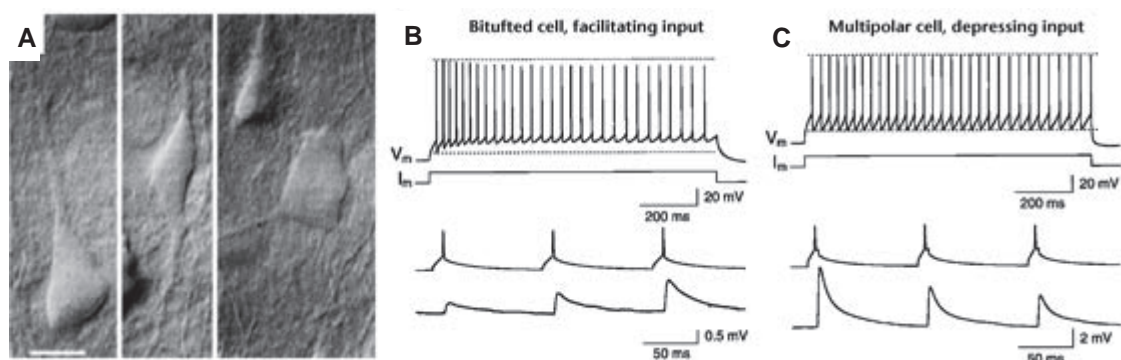 A
B
Bitufted cell, facilitating input
Vm
Im
20 mV
200 ms
0.5 mV
50 ms
C
Multipolar cell, depressing input
Vm
Im
20 mV
200 ms
2 mV
50 ms